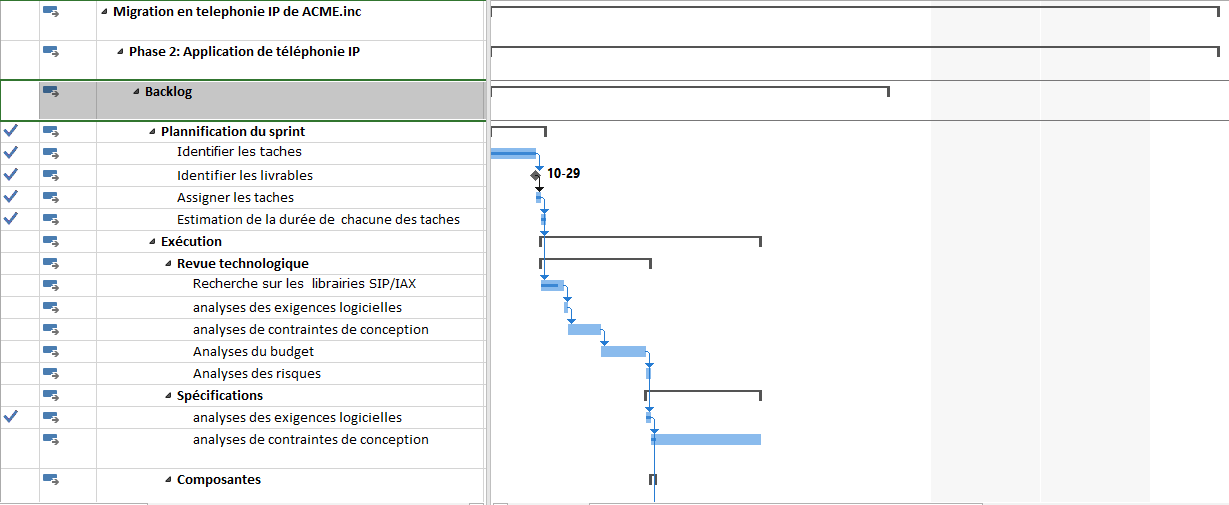 Migration en telephonie IP de ACME.inc
Phase 2: Application de téléphonie IP
Backlog
Plannification du sprint
Identifier les taches
Identifier les livrables
10-29
Assigner les taches
Estimation de la durée de chacune des taches
Exécution
Revue technologique
Recherche sur les librairies SIP/IAX
analyses des exigences logicielles
analyses de contraintes de conception
Analyses du budget
Analyses des risques
Spécifications
analyses des exigences logicielles
analyses de contraintes de conception
Composantes